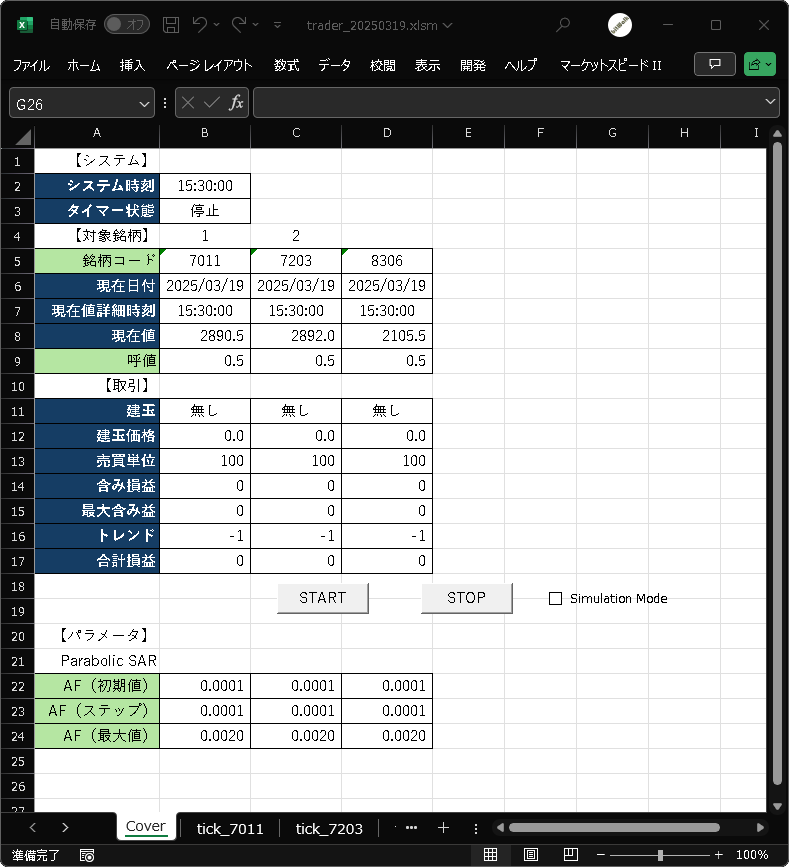 自動保存 オフ trader_20250319.xlsm
ファイル ホーム 挿入 ページ レイアウト 数式 データ 校閲 表示 開発 ヘルプ マーケットスピード II
G26 fx
A B C D E F G H I
1 【システム】
2 システム時刻 15:30:00
3 タイマー状態 停止
4 【対象銘柄】 1 2
5 銘柄コード 7011 7203 8306
6 現在日付 2025/03/19 2025/03/19 2025/03/19
7 現在値詳細時刻 15:30:00 15:30:00 15:30:00
8 現在値 2890.5 2892.0 2105.5
9 呼値 0.5 0.5 0.5
10 【取引】
11 建玉 無し 無し 無し
12 建玉価格 0.0 0.0 0.0
13 売買単位 100 100 100
14 含み損益 0 0 0
15 最大含み益 0 0 0
16 トレンド -1 -1 -1
17 合計損益 0 0 0
18 START STOP Simulation Mode
19
20 【パラメータ】
21 Parabolic SAR
22 AF（初期値） 0.0001 0.0001 0.0001
23 AF（ステップ） 0.0001 0.0001 0.0001
24 AF（最大値） 0.0020 0.0020 0.0020
25
26
27
Cover tick_7011 tick_7203 ...
準備完了 100%